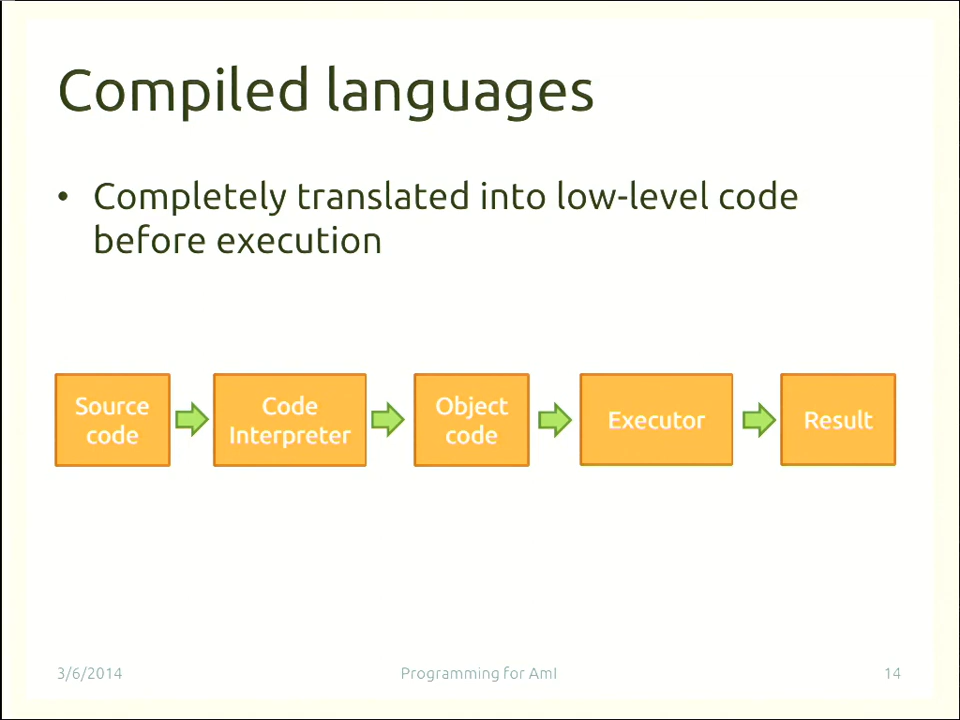 Compiled languages
• Completely translated into low-level code
before execution
Source
code
Code
Interpreter
Object
code
Executor
Result
3/6/2014
Programming for AmI
14